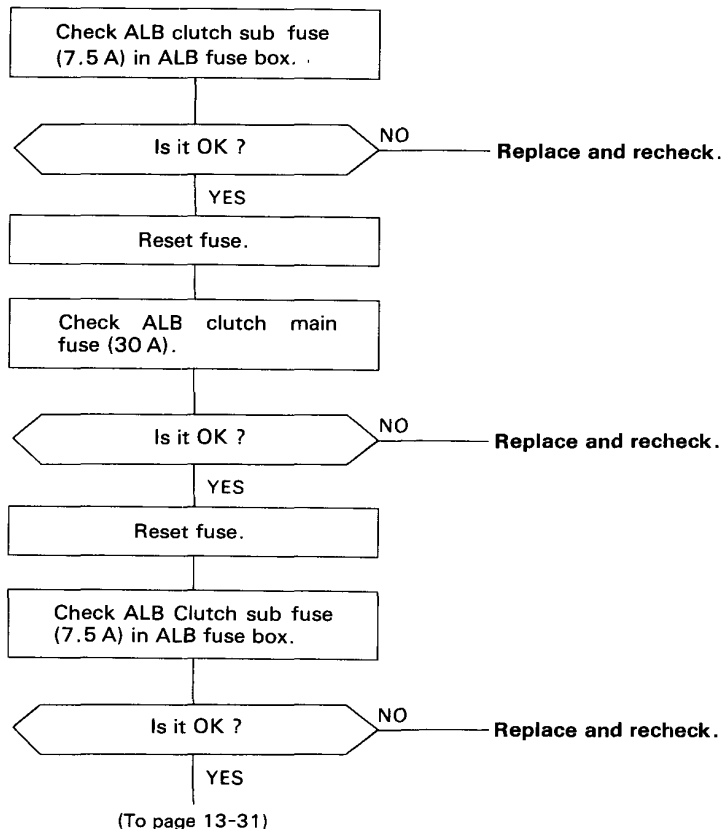 Check ALB clutch sub fuse
(7.5 A) in ALB fuse box.
Is it OK ?
NO
Replace and recheck.
YES
Reset fuse.
Check ALB clutch main
fuse (30 A).
Is it OK ?
NO
Replace and recheck.
YES
Reset fuse.
Check ALB Clutch sub fuse
(7.5 A) in ALB fuse box.
Is it OK ?
NO
Replace and recheck.
YES
(To page 13-31)